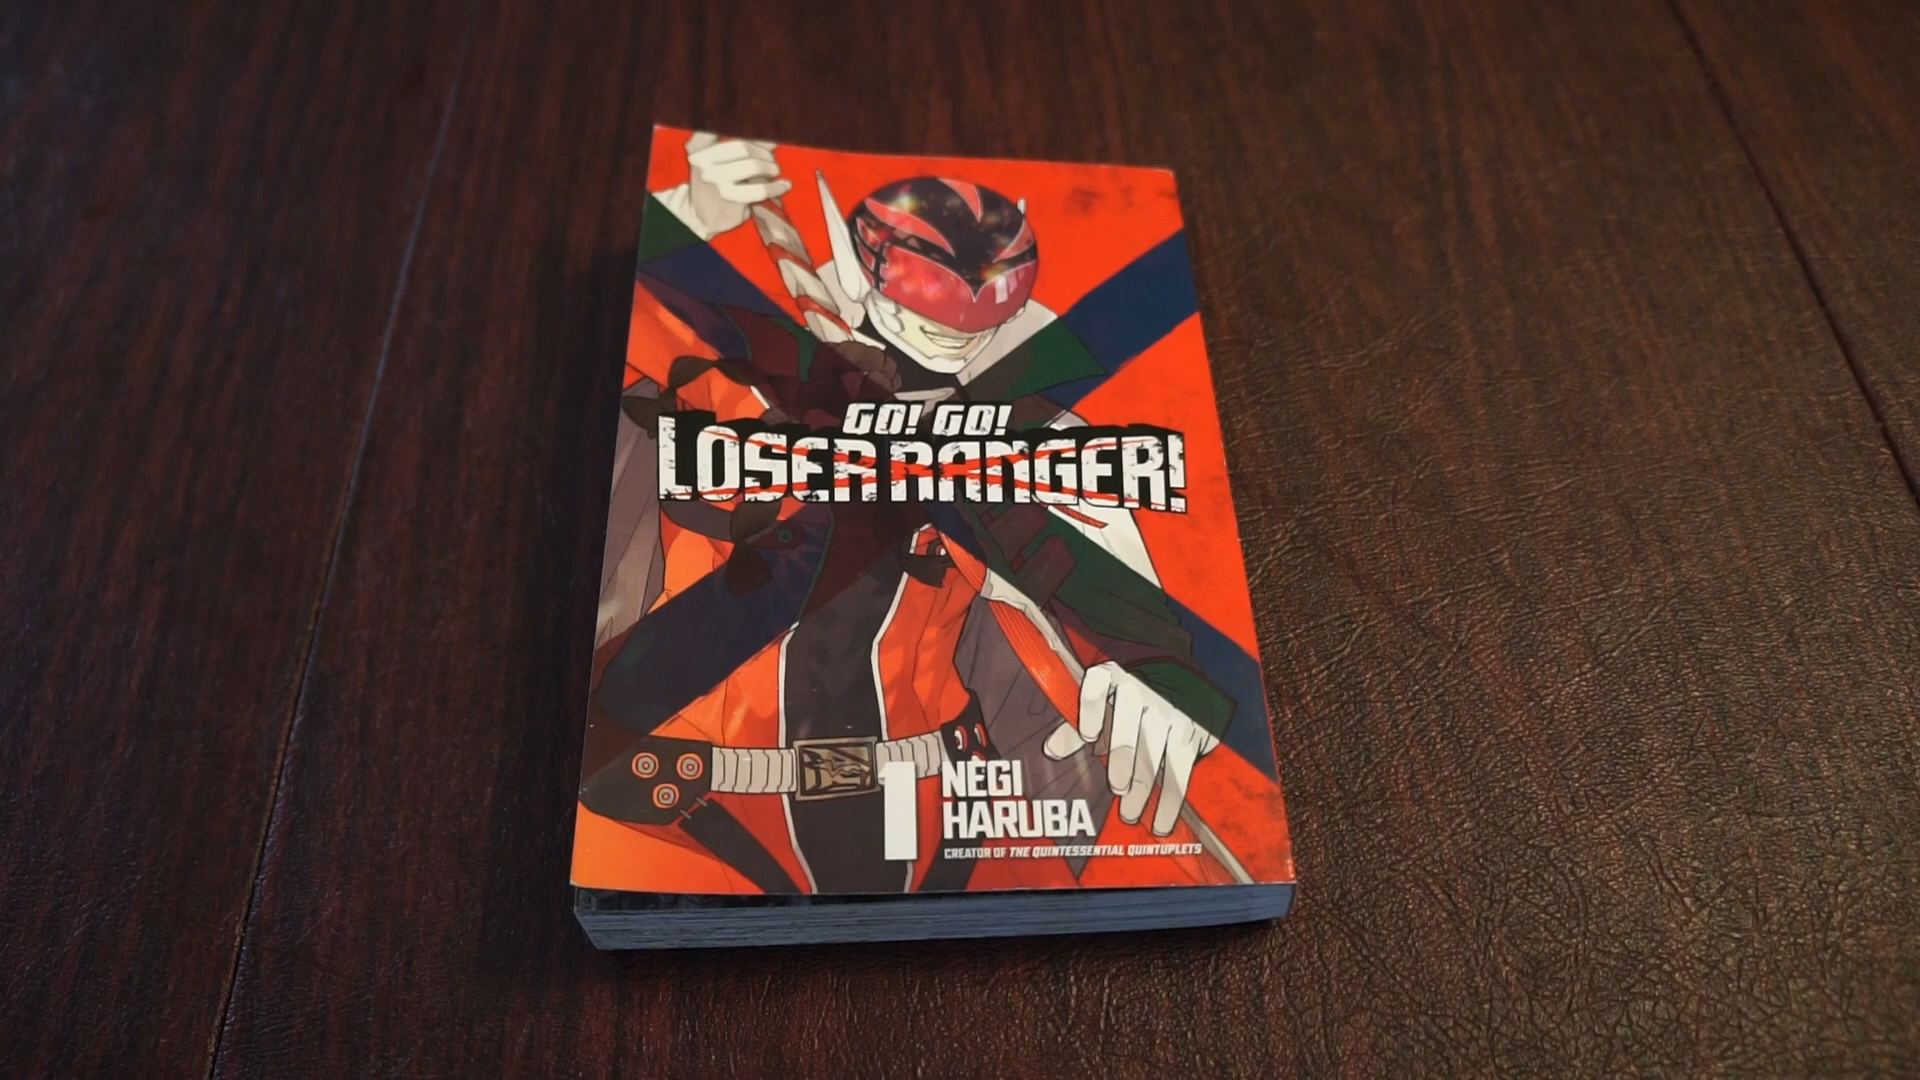 GO! GO!
LOSER RANGER!
1
NEGI
HARUBA
CREATOR OF THE QUINTESSENTIAL QUINTUPLETS